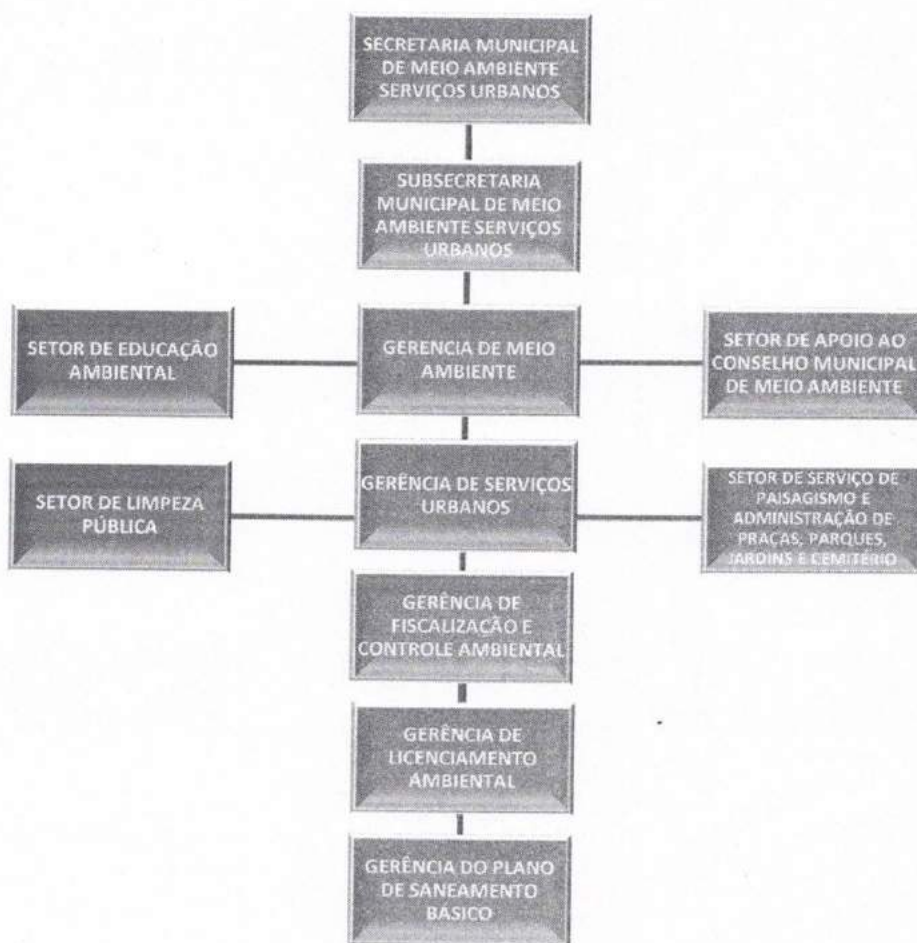 SECRETARIA MUNICIPAL
DE MEIO AMBIENTE
SERVIÇOS URBANOS
SUBSECRETARIA
MUNICIPAL DE MEIO
AMBIENTE SERVIÇOS
URBANOS
SETOR DE EDUCAÇÃO
AMBIENTAL
GERENCIA DE MEIO
AMBIENTE
SETOR DE APOIO AO
CONSELHO MUNICIPAL
DE MEIO AMBIENTE
SETOR DE LIMPEZA
PÚBLICA
GERÊNCIA DE SERVIÇOS
URBANOS
SETOR DE SERVIÇO DE
PAISAGISMO E
ADMINISTRAÇÃO DE
PRAÇAS, PARQUES,
JARDINS E CEMITÉRIO
GERÊNCIA DE
FISCALIZAÇÃO E
CONTROLE AMBIENTAL
GERÊNCIA DE
LICENCIAMENTO
AMBIENTAL
GERÊNCIA DO PLANO
DE SANEAMENTO
BÁSICO